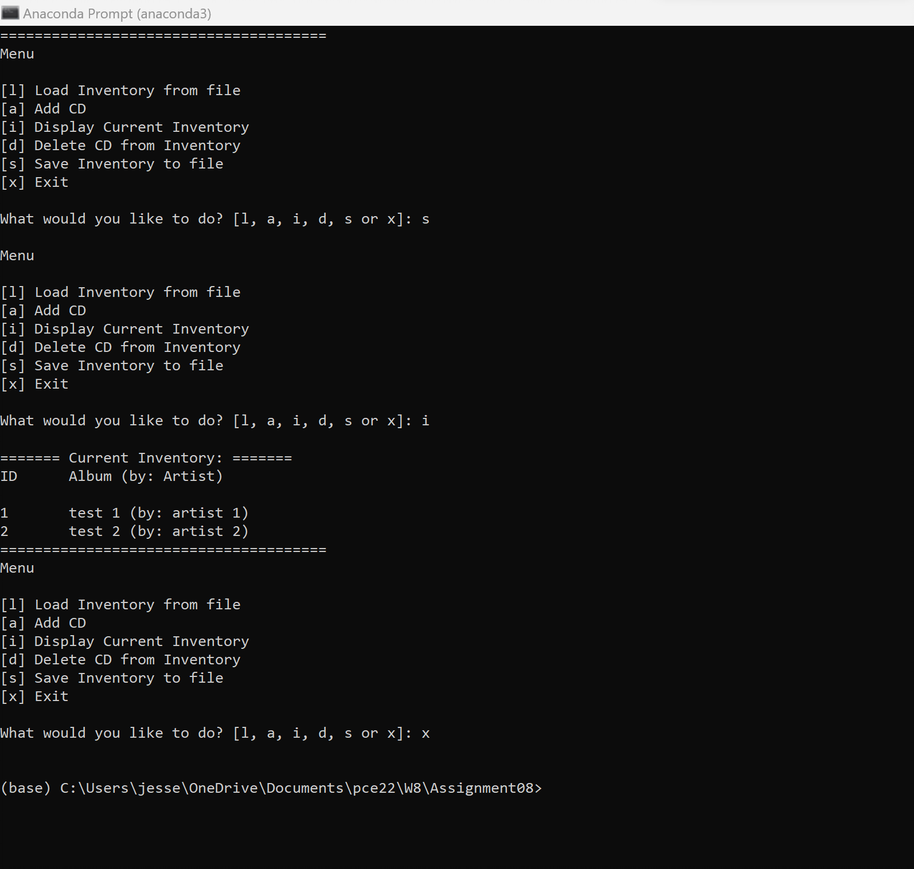 Anaconda Prompt (anaconda3)
======================================
Menu
[l] Load Inventory from file
[a] Add CD
[i] Display Current Inventory
[d] Delete CD from Inventory
[s] Save Inventory to file
[x] Exit
What would you like to do? [l, a, i, d, s or x]: s
Menu
[l] Load Inventory from file
[a] Add CD
[i] Display Current Inventory
[d] Delete CD from Inventory
[s] Save Inventory to file
[x] Exit
What would you like to do? [l, a, i, d, s or x]: i
======= Current Inventory: =======
ID      Album (by: Artist)
1       test 1 (by: artist 1)
2       test 2 (by: artist 2)
======================================
Menu
[l] Load Inventory from file
[a] Add CD
[i] Display Current Inventory
[d] Delete CD from Inventory
[s] Save Inventory to file
[x] Exit
What would you like to do? [l, a, i, d, s or x]: x
(base) C:\Users\jesse\OneDrive\Documents\pce22\W8\Assignment08>